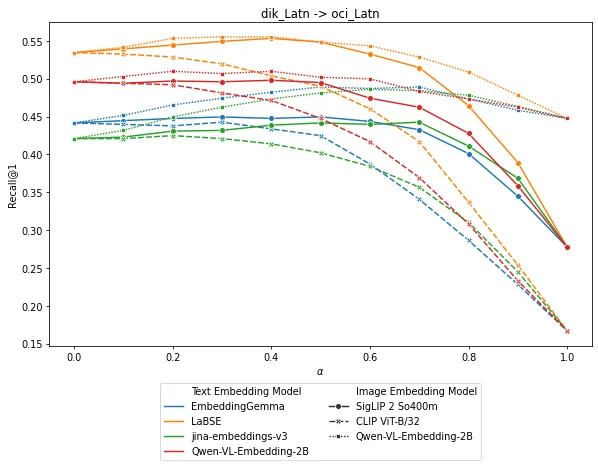 dik_Latn -> oci_Latn
Recall@1
0.55
0.50
0.45
0.40
0.35
0.30
0.25
0.20
0.15
0.0 0.2 0.4 0.6 0.8 1.0
α
Text Embedding Model Image Embedding Model
EmbeddingGemma SigLIP 2 So400m
LaBSE CLIP ViT-B/32
jina-embeddings-v3 Qwen-VL-Embedding-2B
Qwen-VL-Embedding-2B